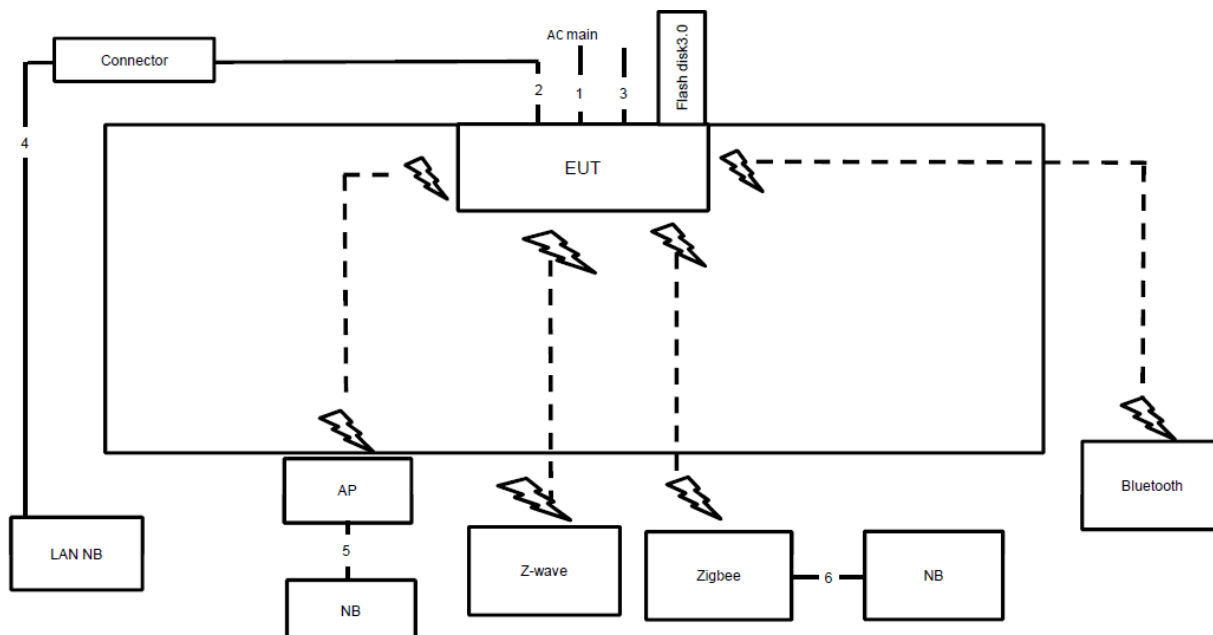 AC main
Flash disk3.0
Connector
2
1
3
4
EUT
AP
Bluetooth
LAN NB
5
Z-wave
Zigbee
6
NB
NB